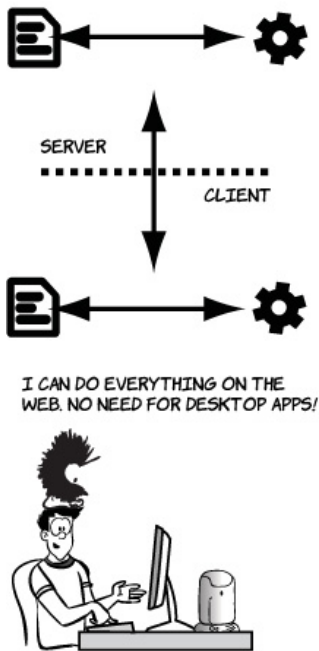 SERVER
CLIENT
I CAN DO EVERYTHING ON THE
WEB. NO NEED FOR DESKTOP APPS!